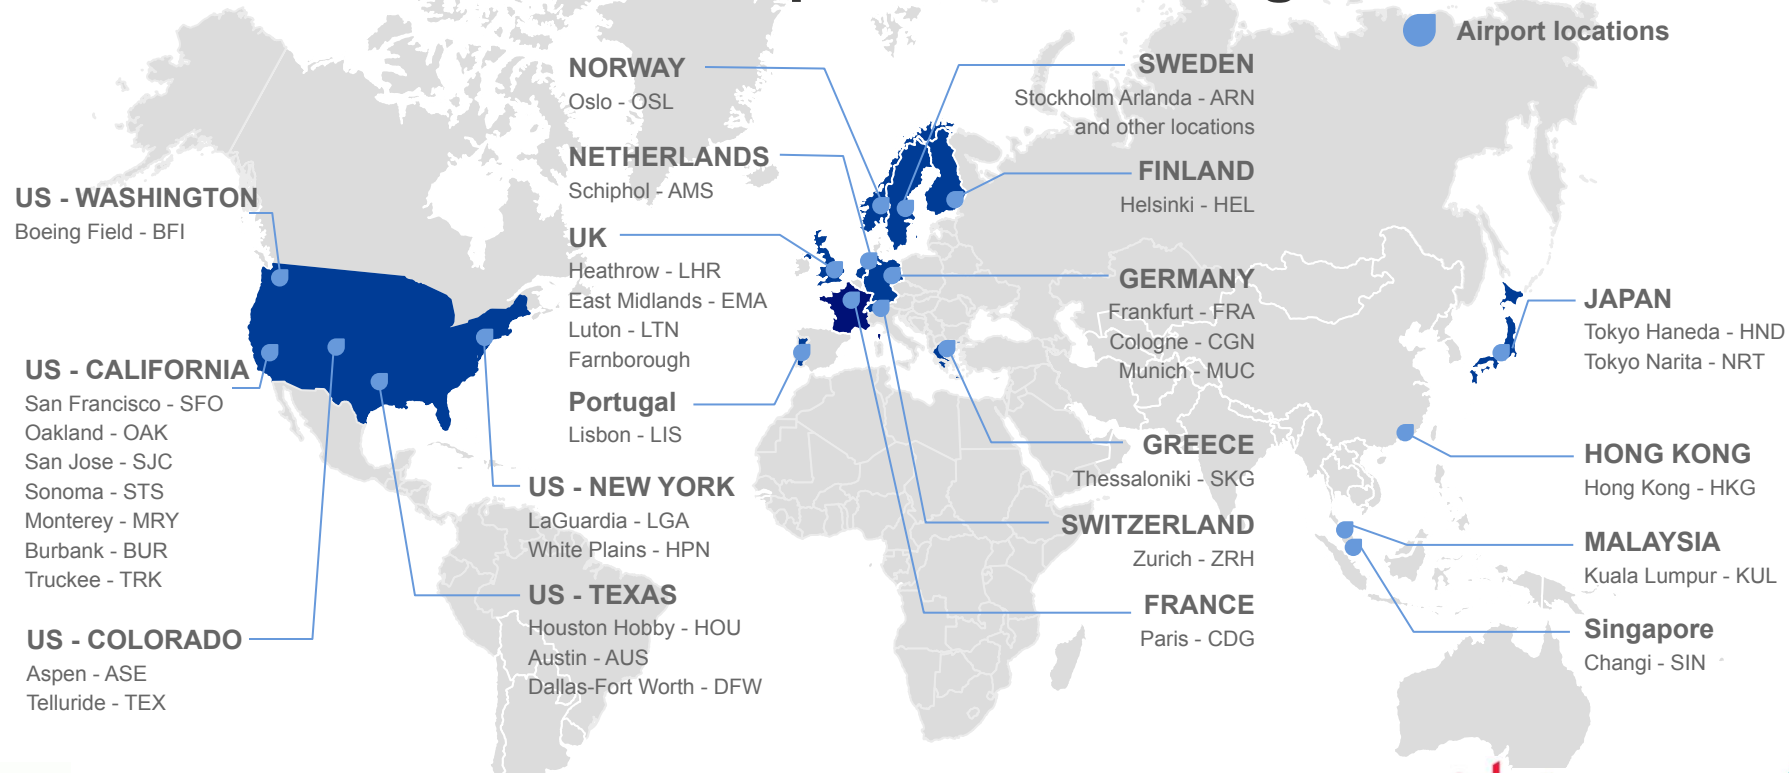 Airport locations
NORWAY
Oslo - OSL
SWEDEN
Stockholm Arlanda - ARN
and other locations
NETHERLANDS
Schiphol - AMS
FINLAND
Helsinki - HEL
US - WASHINGTON
Boeing Field - BFI
UK
Heathrow - LHR
East Midlands - EMA
Luton - LTN
Farnborough
GERMANY
Frankfurt - FRA
Cologne - CGN
Munich - MUC
JAPAN
Tokyo Haneda - HND
Tokyo Narita - NRT
US - CALIFORNIA
San Francisco - SFO
Oakland - OAK
San Jose - SJC
Sonoma - STS
Monterey - MRY
Burbank - BUR
Truckee - TRK
Portugal
Lisbon - LIS
GREECE
Thessaloniki - SKG
HONG KONG
Hong Kong - HKG
US - NEW YORK
LaGuardia - LGA
White Plains - HPN
SWITZERLAND
Zurich - ZRH
MALAYSIA
Kuala Lumpur - KUL
US - TEXAS
Houston Hobby - HOU
Austin - AUS
Dallas-Fort Worth - DFW
FRANCE
Paris - CDG
Singapore
Changi - SIN
US - COLORADO
Aspen - ASE
Telluride - TEX